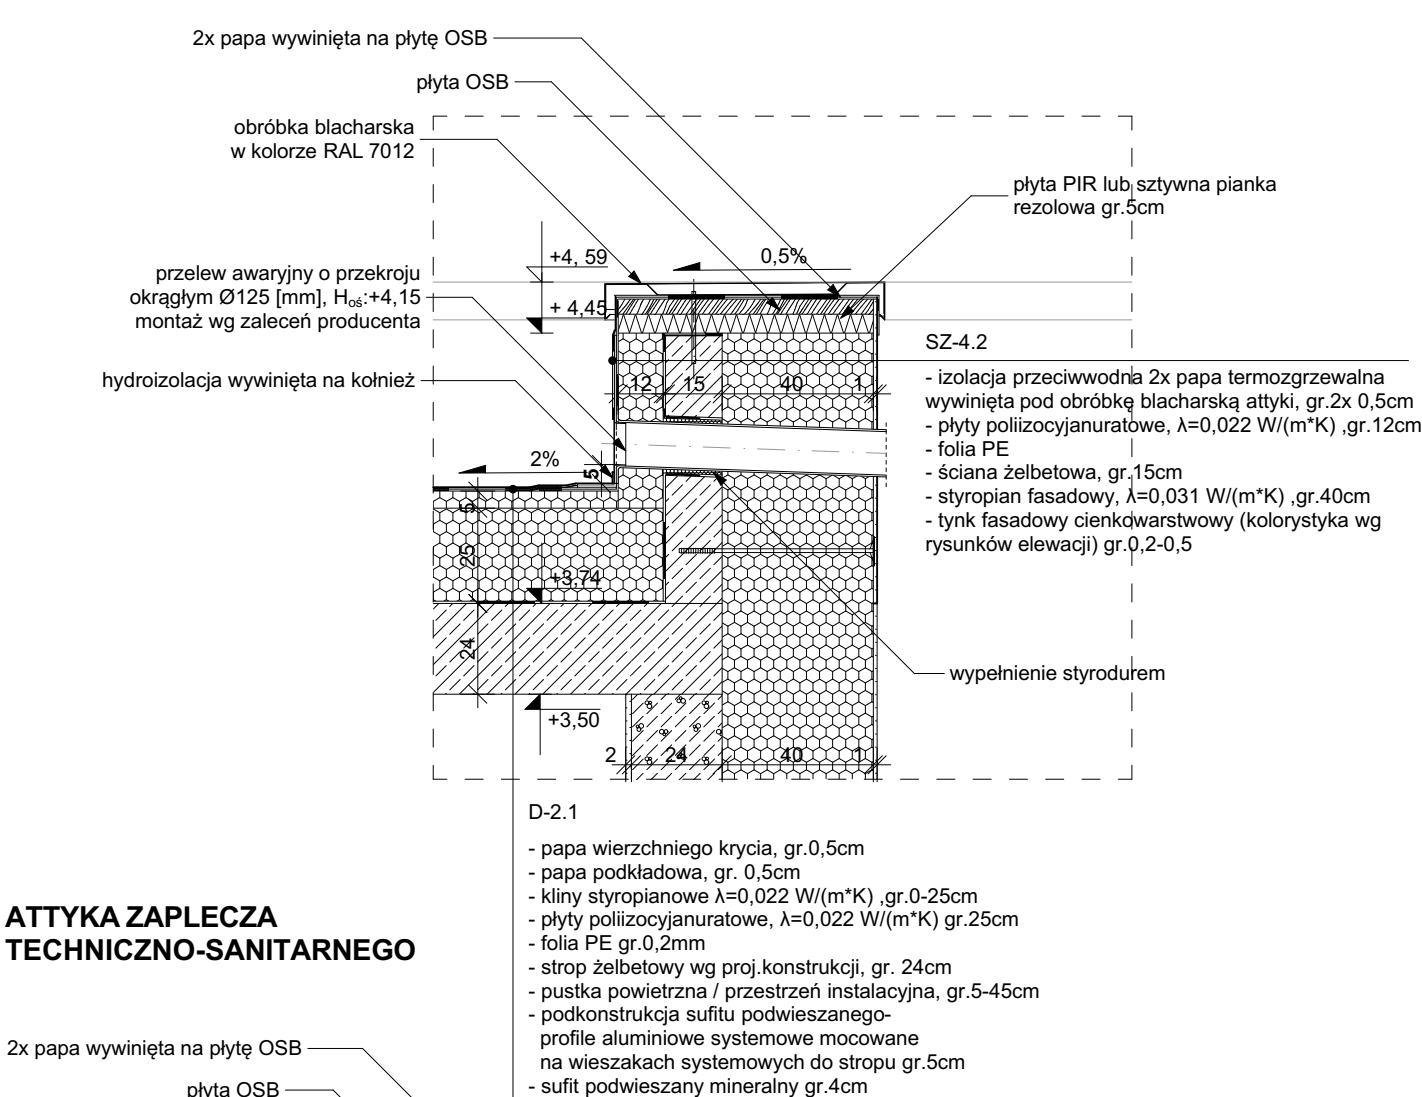 2x papa wywinięta na płytę OSB
płyta OSB
obróbka blacharska
w kolorze RAL 7012
płyta PIR lub sztywna pianka
rezolowa gr.5cm
+4, 59
0,5%
przelew awaryjny o przekroju
okrągłym Ø125 [mm], Hoś:+4,15
montaż wg zaleceń producenta
+ 4,45
hydroizolacja wywinięta na kołnież
12 15 40 1
SZ-4.2
- izolacja przeciwwodna 2x papa termozgrzewalna
wywinięta pod obróbkę blacharską attyki, gr.2x 0,5cm
- płyty poliizocyjanuratowe, λ=0,022 W/(m*K) ,gr.12cm
- folia PE
- ściana żelbetowa, gr.15cm
- styropian fasadowy, λ=0,031 W/(m*K) ,gr.40cm
- tynk fasadowy cienkowarstwowy (kolorystyka wg
rysunków elewacji) gr.0,2-0,5
2%
5
5
25
+3,74
24
wypełnienie styrodurem
+3,50
2 24 40 1
D-2.1
- papa wierzchniego krycia, gr.0,5cm
- papa podkładowa, gr. 0,5cm
- kliny styropianowe λ=0,022 W/(m*K) ,gr.0-25cm
- płyty poliizocyjanuratowe, λ=0,022 W/(m*K) gr.25cm
- folia PE gr.0,2mm
- strop żelbetowy wg proj.konstrukcji, gr. 24cm
- pustka powietrzna / przestrzeń instalacyjna, gr.5-45cm
- podkonstrukcja sufitu podwieszanego-
profile aluminiowe systemowe mocowane
na wieszakach systemowych do stropu gr.5cm
- sufit podwieszany mineralny gr.4cm
ATTYKA ZAPLECZA
TECHNICZNO-SANITARNEGO
2x papa wywinięta na płytę OSB
płyta OSB